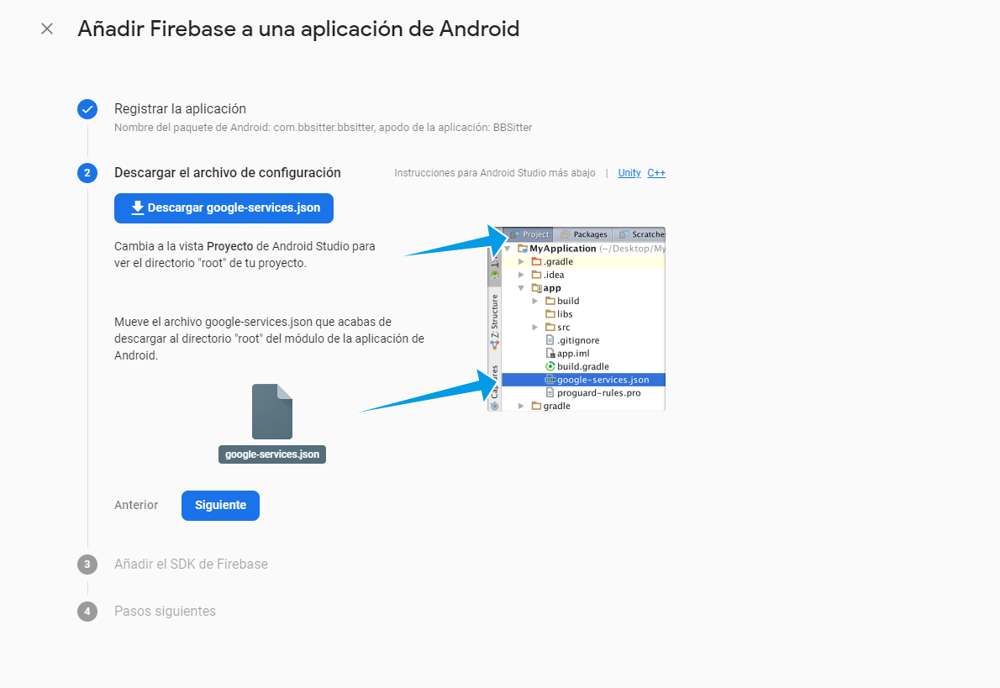 Añadir Firebase a una aplicación de Android
Registrar la aplicación
Nombre del paquete de Android: com.bbsitter.bbsitter, apodo de la aplicación: BBSitter
2 Descargar el archivo de configuración
Instrucciones para Android Studio más abajo | Unity C++
Descargar google-services.json
Cambia a la vista Proyecto de Android Studio para
ver el directorio "root" de tu proyecto.
Mueve el archivo google-services.json que acabas de
descargar al directorio "root" del módulo de la aplicación de
Android.
google-services.json
Project Packages Scratches
MyApplication (~/Desktop/My
.gradle
.idea
app
build
libs
src
.gitignore
app.iml
build.gradle
google-services.json
proguard-rules.pro
gradle
Z: Structure
Anterior
Siguiente
3 Añadir el SDK de Firebase
4 Pasos siguientes